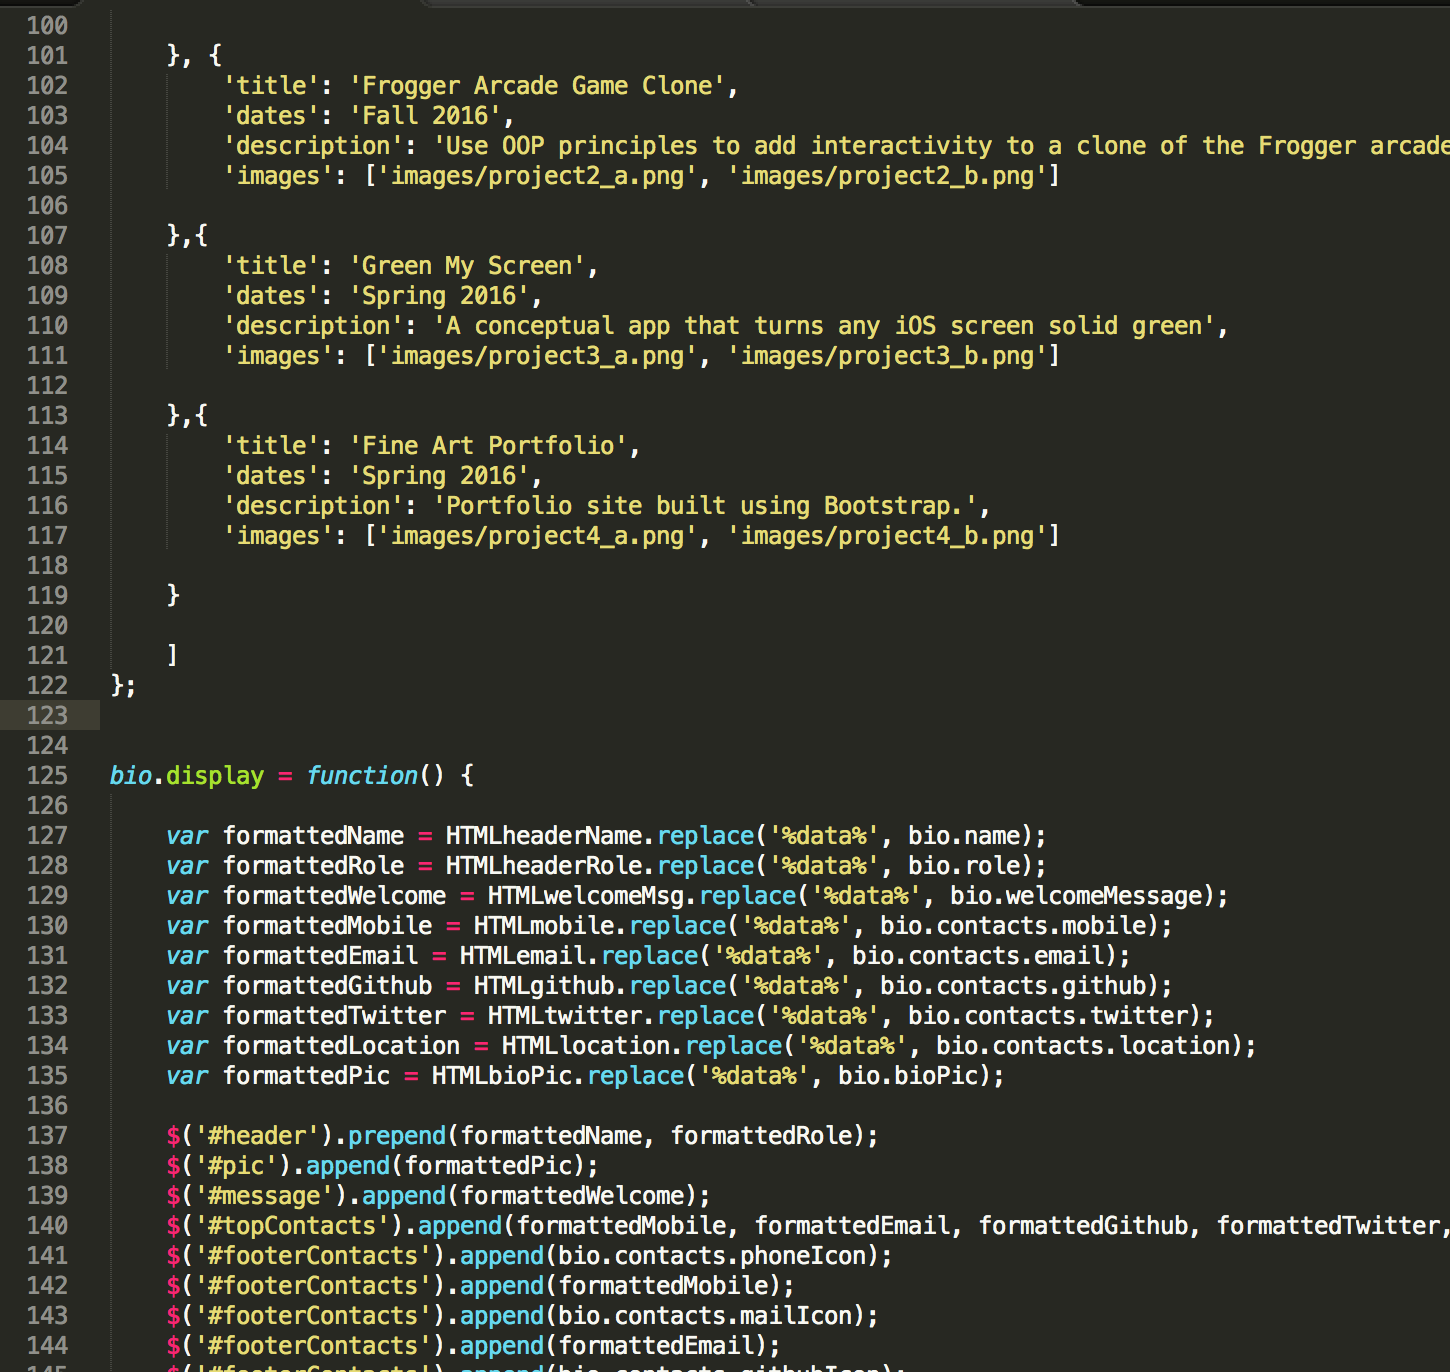 100
101     }, {
102         'title': 'Frogger Arcade Game Clone',
103         'dates': 'Fall 2016',
104         'description': 'Use OOP principles to add interactivity to a clone of the Frogger arcade
105         'images': ['images/project2_a.png', 'images/project2_b.png']
106
107     },{
108         'title': 'Green My Screen',
109         'dates': 'Spring 2016',
110         'description': 'A conceptual app that turns any iOS screen solid green',
111         'images': ['images/project3_a.png', 'images/project3_b.png']
112
113     },{
114         'title': 'Fine Art Portfolio',
115         'dates': 'Spring 2016',
116         'description': 'Portfolio site built using Bootstrap.',
117         'images': ['images/project4_a.png', 'images/project4_b.png']
118
119     }
120
121     ]
122 };
123
124
125 bio.display = function() {
126
127     var formattedName = HTMLheaderName.replace('%data%', bio.name);
128     var formattedRole = HTMLheaderRole.replace('%data%', bio.role);
129     var formattedWelcome = HTMLwelcomeMsg.replace('%data%', bio.welcomeMessage);
130     var formattedMobile = HTMLmobile.replace('%data%', bio.contacts.mobile);
131     var formattedEmail = HTMLemail.replace('%data%', bio.contacts.email);
132     var formattedGithub = HTMLgithub.replace('%data%', bio.contacts.github);
133     var formattedTwitter = HTMLtwitter.replace('%data%', bio.contacts.twitter);
134     var formattedLocation = HTMLlocation.replace('%data%', bio.contacts.location);
135     var formattedPic = HTMLbioPic.replace('%data%', bio.bioPic);
136
137     $('#header').prepend(formattedName, formattedRole);
138     $('#pic').append(formattedPic);
139     $('#message').append(formattedWelcome);
140     $('#topContacts').append(formattedMobile, formattedEmail, formattedGithub, formattedTwitter,
141     $('#footerContacts').append(bio.contacts.phoneIcon);
142     $('#footerContacts').append(formattedMobile);
143     $('#footerContacts').append(bio.contacts.mailIcon);
144     $('#footerContacts').append(formattedEmail);
145     $('#footerContacts').append(bio.contacts.githubIcon);